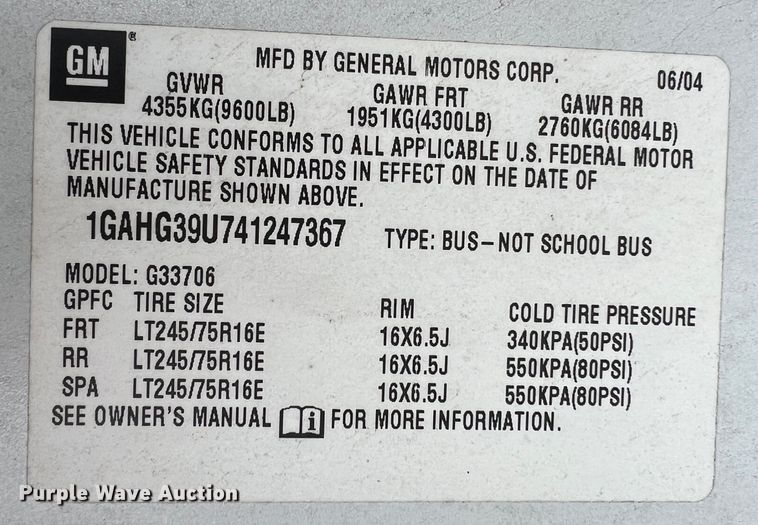 GM®
MFD BY GENERAL MOTORS CORP. 06/04
GVWR GAWR FRT GAWR RR
4355KG(9600LB) 1951KG(4300LB) 2760KG(6084LB)
THIS VEHICLE CONFORMS TO ALL APPLICABLE U.S. FEDERAL MOTOR
VEHICLE SAFETY STANDARDS IN EFFECT ON THE DATE OF
MANUFACTURE SHOWN ABOVE.
1GAHG39U741247367 TYPE: BUS-NOT SCHOOL BUS
MODEL: G33706
GPFC TIRE SIZE RIM COLD TIRE PRESSURE
FRT LT245/75R16E 16X6.5J 340KPA(50PSI)
RR LT245/75R16E 16X6.5J 550KPA(80PSI)
SPA LT245/75R16E 16X6.5J 550KPA(80PSI)
SEE OWNER'S MANUAL i FOR MORE INFORMATION.
Purple Wave Auction